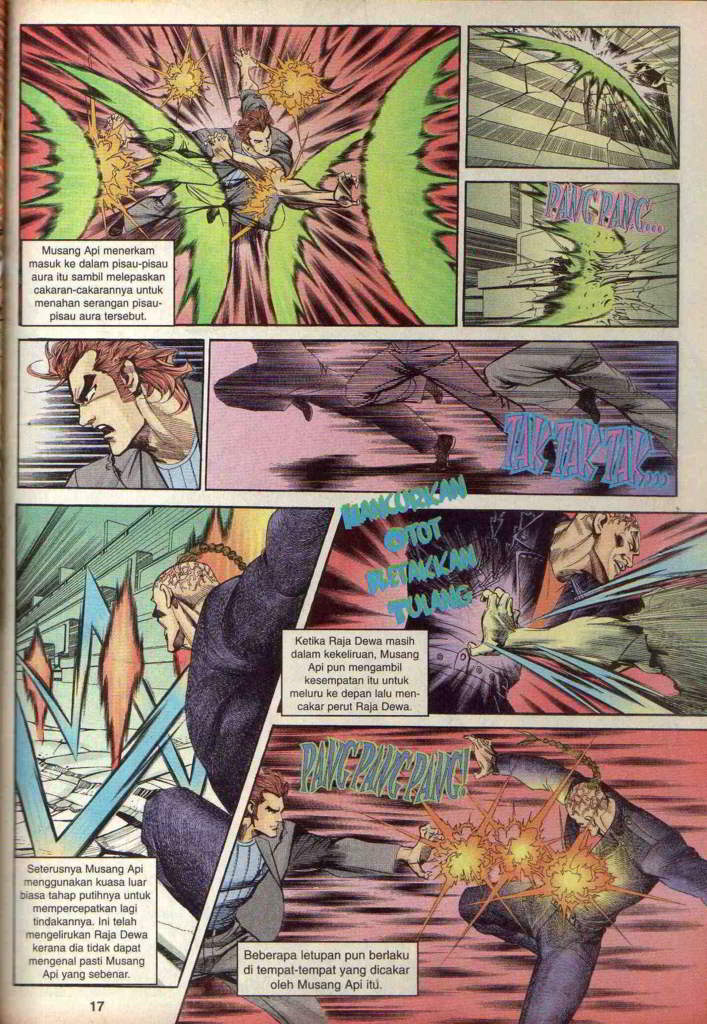 Musang Api menerkam
masuk ke dalam pisau-pisau
aura itu sambil melepaskan
cakaran-cakarannya untuk
menahan serangan pisau-
pisau aura tersebut.
PANG PANG...
TAK TAK TAK...
HANCURKAN
OTOT
RETAKKAN
TULANG
Ketika Raja Dewa masih
dalam kekeliruan, Musang
Api pun mengambil
kesempatan itu untuk
meluru ke depan lalu men-
cakar perut Raja Dewa.
Seterusnya Musang Api
menggunakan kuasa luar
biasa tahap putihnya untuk
mempercepatkan lagi
tindakannya. Ini telah
mengelirukan Raja Dewa
kerana dia tidak dapat
mengenal pasti Musang
Api yang sebenar.
PANG PANG PANG!
Beberapa letupan pun berlaku
di tempat-tempat yang dicakar
oleh Musang Api itu.
17